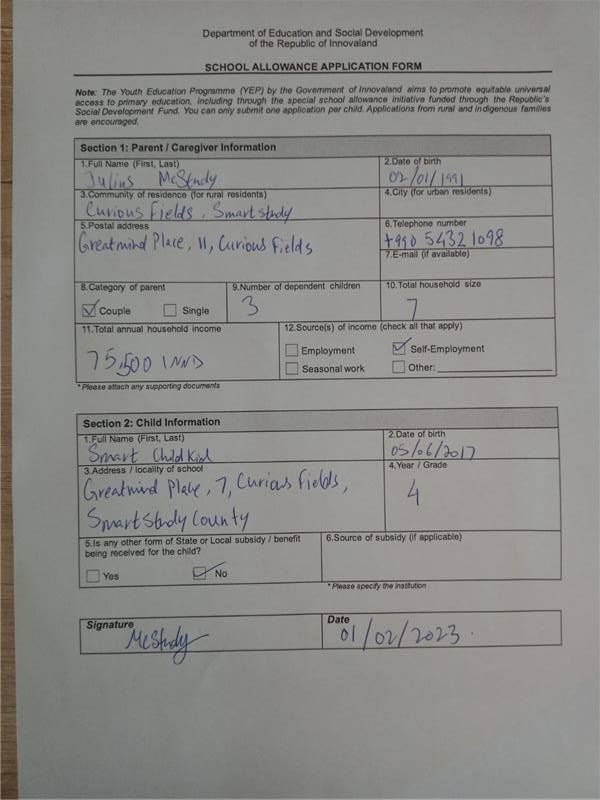 Department of Education and Social Development
of the Republic of Innovaland
SCHOOL ALLOWANCE APPLICATION FORM
Note: The Youth Education Programme (YEP) by the Government of Innovaland aims to promote equitable universal
access to primary education, including through the special school allowance initiative funded through the Republic's
Social Development Fund. You can only submit one application per child. Applications from rural and indigenous families
are encouraged.
Section 1: Parent / Caregiver Information
1.Full Name (First, Last)
Julius McStudy
2.Date of birth
02/01/1991
3.Community of residence (for rural residents)
Curious Fields, Smartstudy
4.City (for urban residents)
5.Postal address
Greatmind Place, 11, Curious Fields
6.Telephone number
+990 54321098
7.E-mail (if available)
8.Category of parent
Couple
Single
9.Number of dependent children
3
10.Total household size
7
11.Total annual household income
75,500 INND
12.Source(s) of income (check all that apply)
Employment
Self-Employment
Seasonal work
Other:
*Please attach any supporting documents
Section 2: Child Information
1.Full Name (First, Last)
Smart Child Kid
2.Date of birth
05/06/2017
3.Address / locality of school
Greatmind Place, 7, Curious Fields,
Smartstudy County
4.Year / Grade
4
5.Is any other form of State or Local subsidy / benefit
being received for the child?
Yes
No
6.Source of subsidy (if applicable)
*Please specify the institution
Signature
McStudy
Date
01/02/2023.